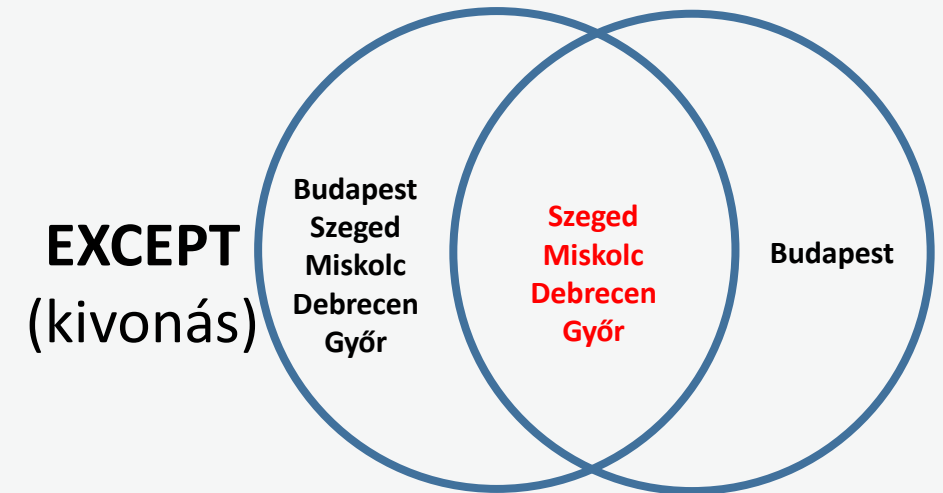 EXCEPT
(kivonás)
Budapest
Szeged
Miskolc
Debrecen
Győr
Szeged
Miskolc
Debrecen
Győr
Budapest